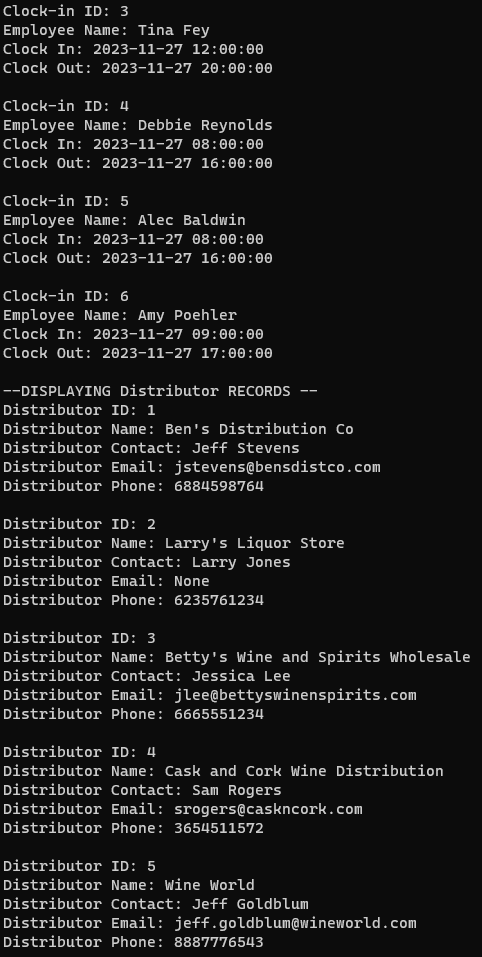 Clock-in ID: 3
Employee Name: Tina Fey
Clock In: 2023-11-27 12:00:00
Clock Out: 2023-11-27 20:00:00

Clock-in ID: 4
Employee Name: Debbie Reynolds
Clock In: 2023-11-27 08:00:00
Clock Out: 2023-11-27 16:00:00

Clock-in ID: 5
Employee Name: Alec Baldwin
Clock In: 2023-11-27 08:00:00
Clock Out: 2023-11-27 16:00:00

Clock-in ID: 6
Employee Name: Amy Poehler
Clock In: 2023-11-27 09:00:00
Clock Out: 2023-11-27 17:00:00

--DISPLAYING Distributor RECORDS --
Distributor ID: 1
Distributor Name: Ben's Distribution Co
Distributor Contact: Jeff Stevens
Distributor Email: jstevens@bensdistco.com
Distributor Phone: 6884598764

Distributor ID: 2
Distributor Name: Larry's Liquor Store
Distributor Contact: Larry Jones
Distributor Email: None
Distributor Phone: 6235761234

Distributor ID: 3
Distributor Name: Betty's Wine and Spirits Wholesale
Distributor Contact: Jessica Lee
Distributor Email: jlee@bettyswinenspirits.com
Distributor Phone: 6665551234

Distributor ID: 4
Distributor Name: Cask and Cork Wine Distribution
Distributor Contact: Sam Rogers
Distributor Email: srogers@caskncork.com
Distributor Phone: 3654511572

Distributor ID: 5
Distributor Name: Wine World
Distributor Contact: Jeff Goldblum
Distributor Email: jeff.goldblum@wineworld.com
Distributor Phone: 8887776543